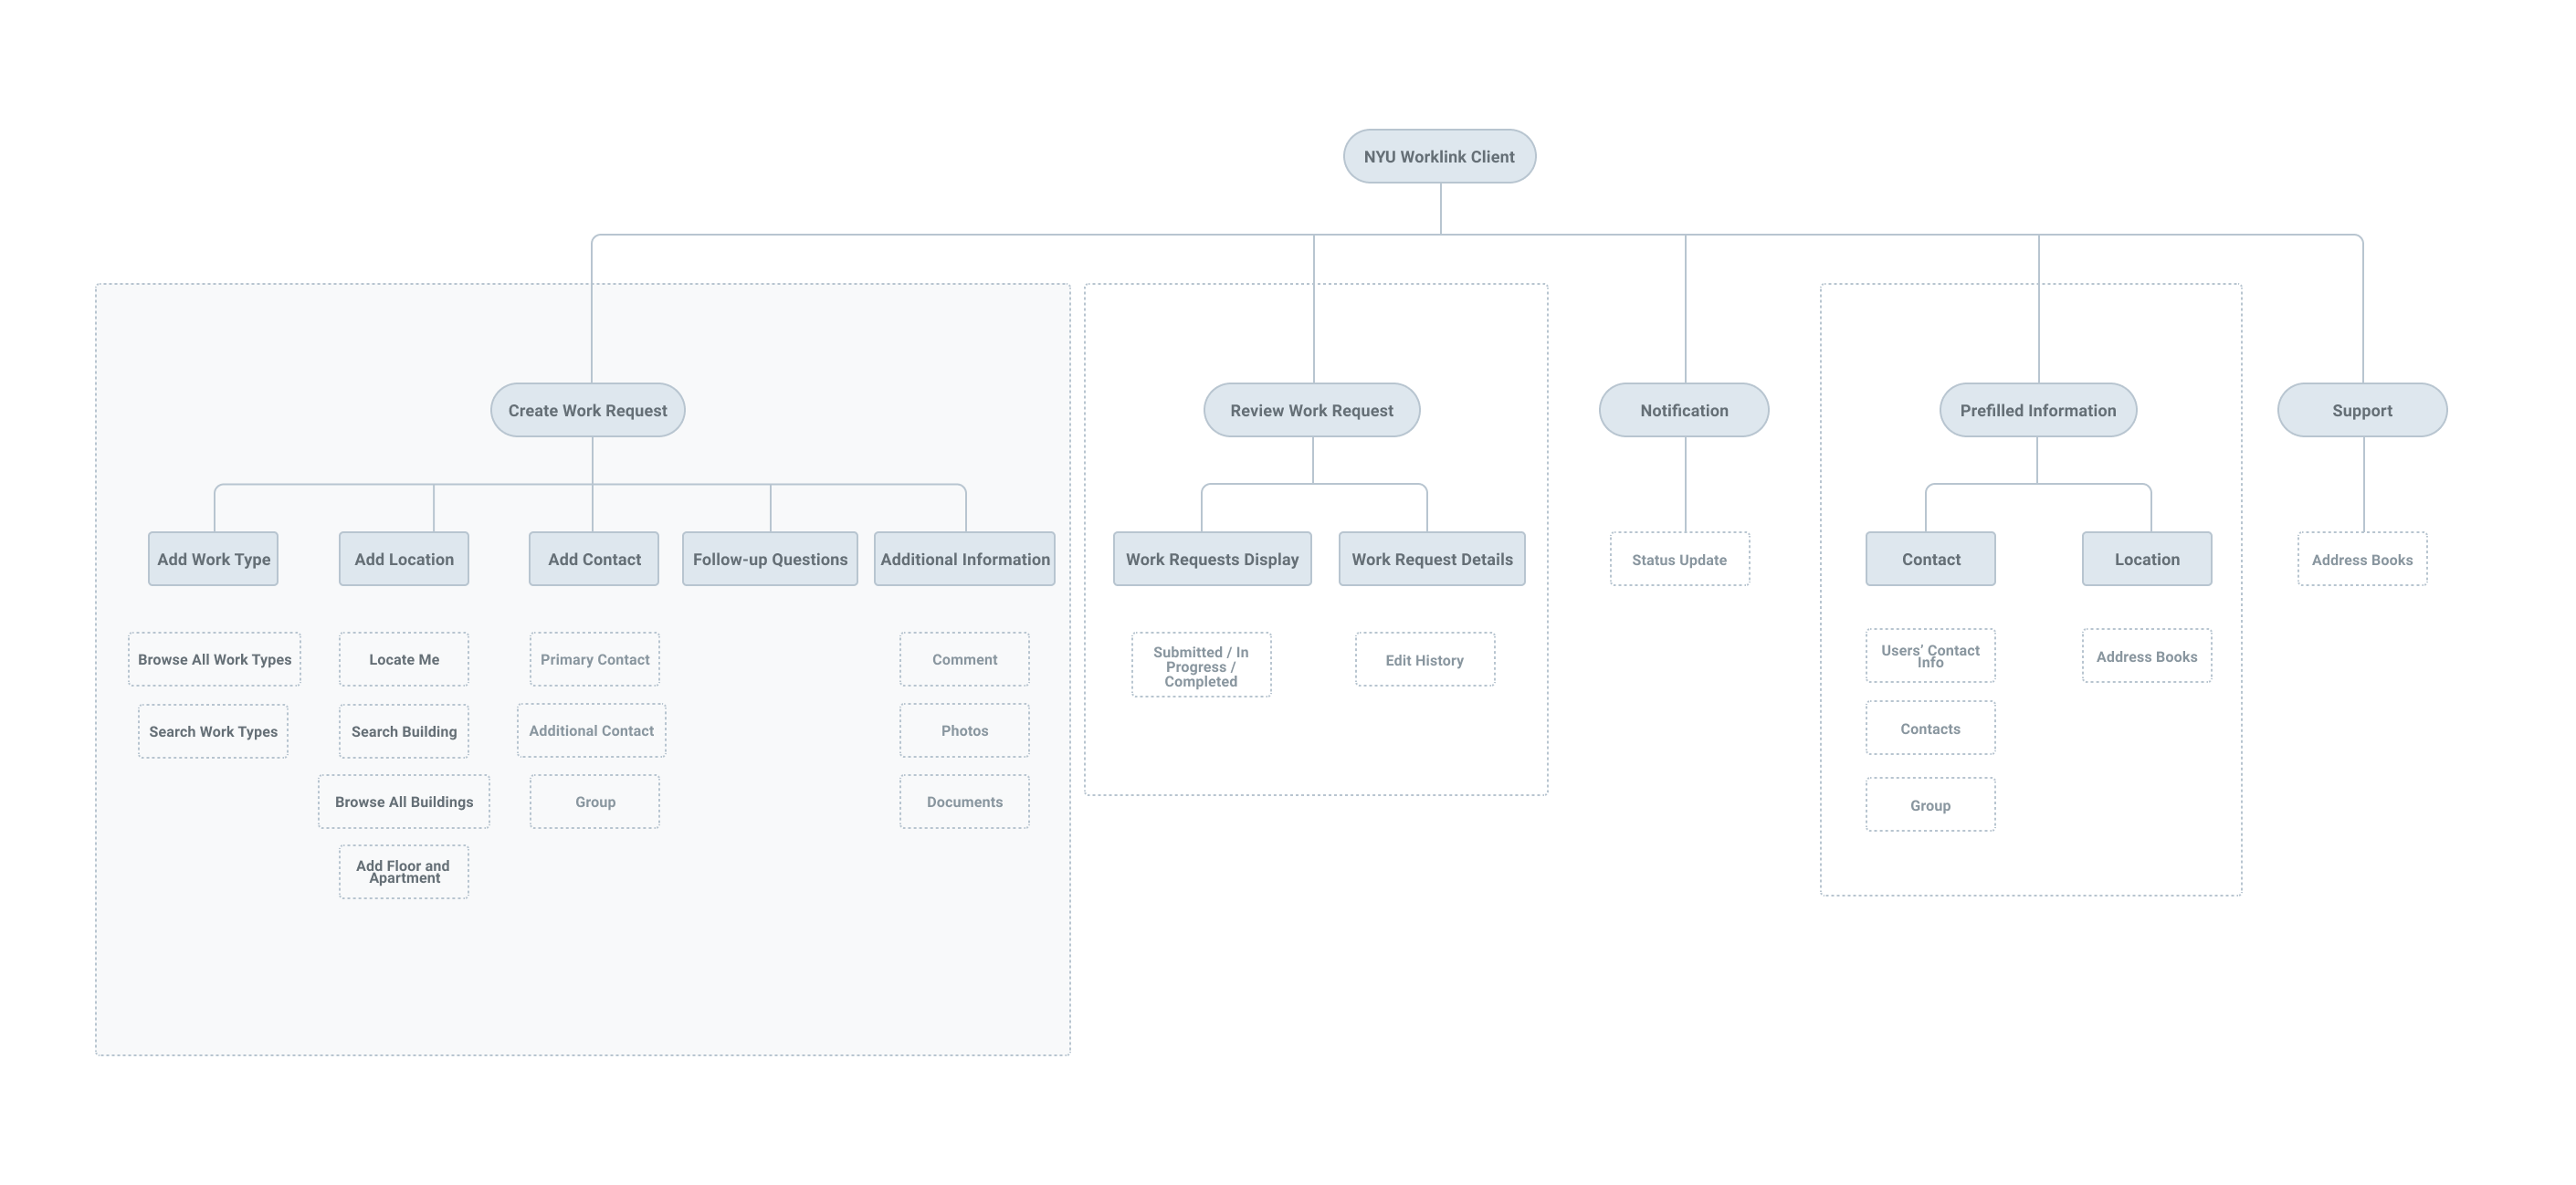 NYU Worklink Client
Create Work Request
Review Work Request
Notification
Prefilled Information
Support
Add Work Type
Add Location
Add Contact
Follow-up Questions
Additional Information
Work Requests Display
Work Request Details
Status Update
Contact
Location
Address Books
Browse All Work Types
Search Work Types
Locate Me
Search Building
Browse All Buildings
Add Floor and
Apartment
Primary Contact
Additional Contact
Group
Comment
Photos
Documents
Submitted / In
Progress /
Completed
Edit History
Users’ Contact
Info
Contacts
Group
Address Books